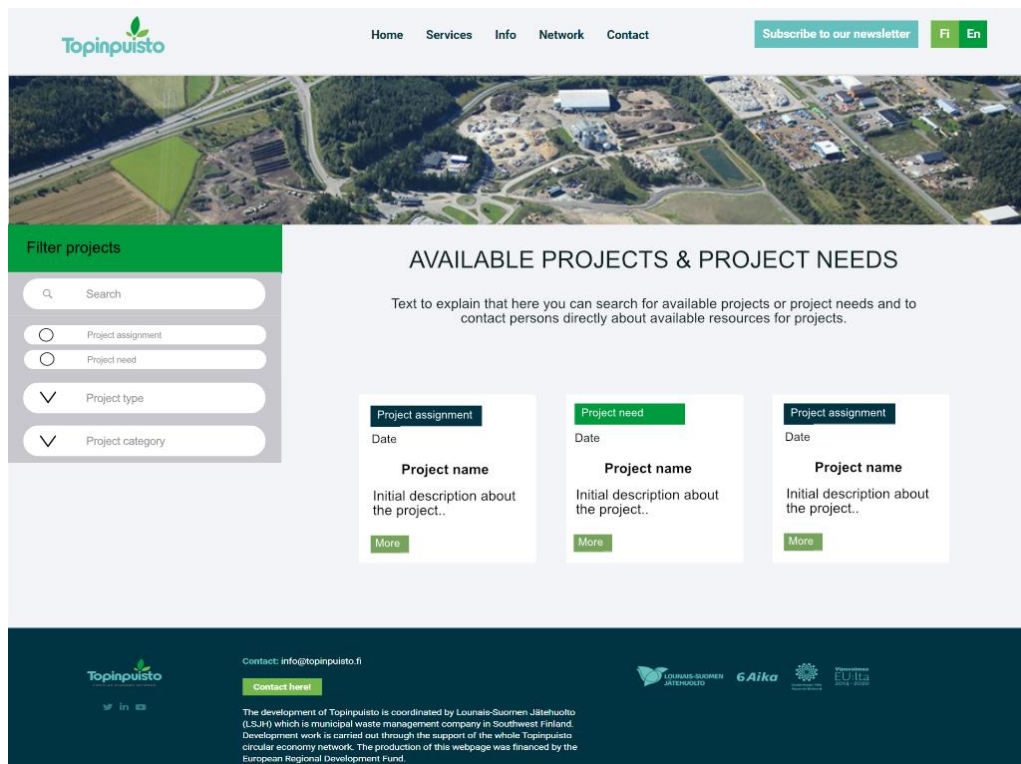 Topinpuisto
Home Services Info Network Contact
Subscribe to our newsletter
Fi En
Filter projects
Search
Project assignment
Project need
Project type
Project category
AVAILABLE PROJECTS & PROJECT NEEDS
Text to explain that here you can search for available projects or project needs and to
contact persons directly about available resources for projects.
Project assignment
Date
Project name
Initial description about
the project..
More
Project need
Date
Project name
Initial description about
the project..
More
Project assignment
Date
Project name
Initial description about
the project..
More
Topinpuisto
Contact: info@topinpuisto.fi
Contact here!
The development of Topinpuisto is coordinated by Lounais-Suomen Jätehuolto
(LSJH) which is municipal waste management company in Southwest Finland.
Development work is carried out through the support of the whole Topinpuisto
circular economy network. The production of this webpage was financed by the
European Regional Development Fund.
LOUNAIS-SUOMEN
JÄTEHUOLTO
6Aika
Vipuvoimaa
EU:lta
2014–2020